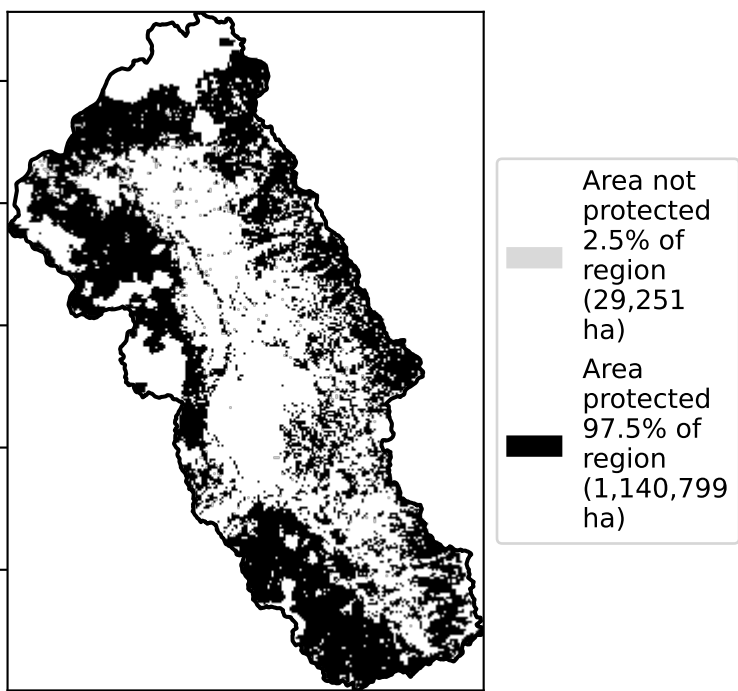 Area not
protected
2.5% of
region
(29,251
ha)
Area
protected
97.5% of
region
(1,140,799
ha)